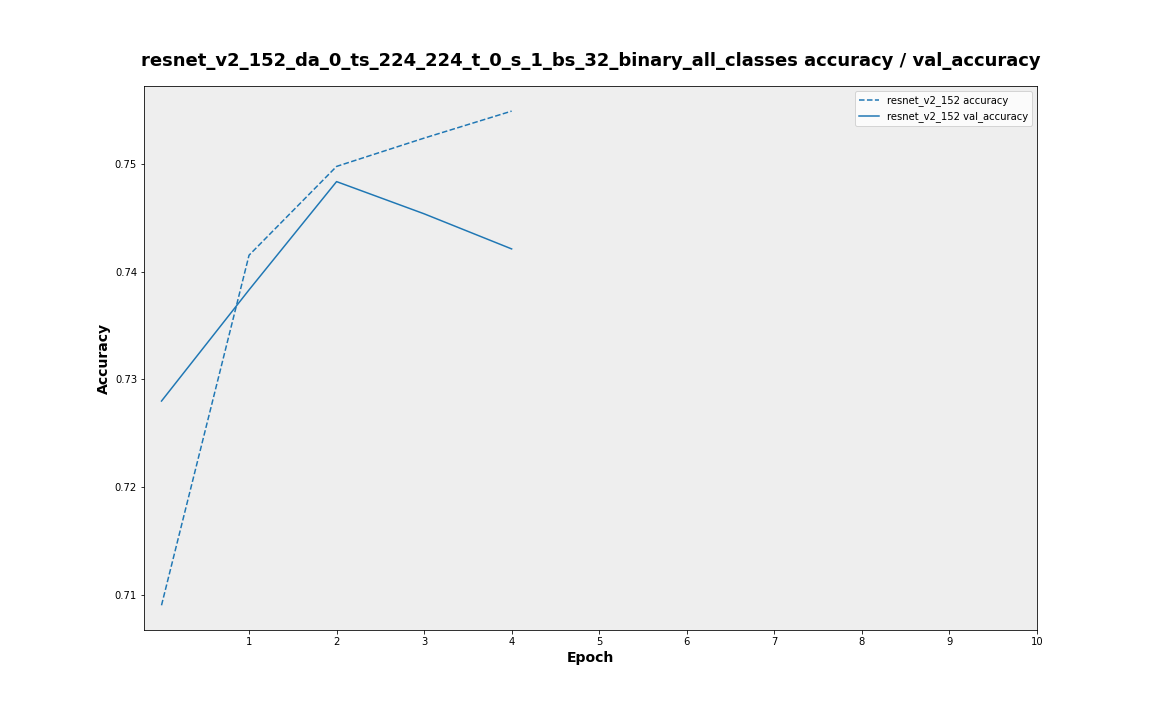 resnet_v2_152_da_0_ts_224_224_t_0_s_1_bs_32_binary_all_classes accuracy / val_accuracy
resnet_v2_152 accuracy
resnet_v2_152 val_accuracy
0.75
0.74
0.73
0.72
0.71
Accuracy
1 2 3 4 5 6 7 8 9 10
Epoch